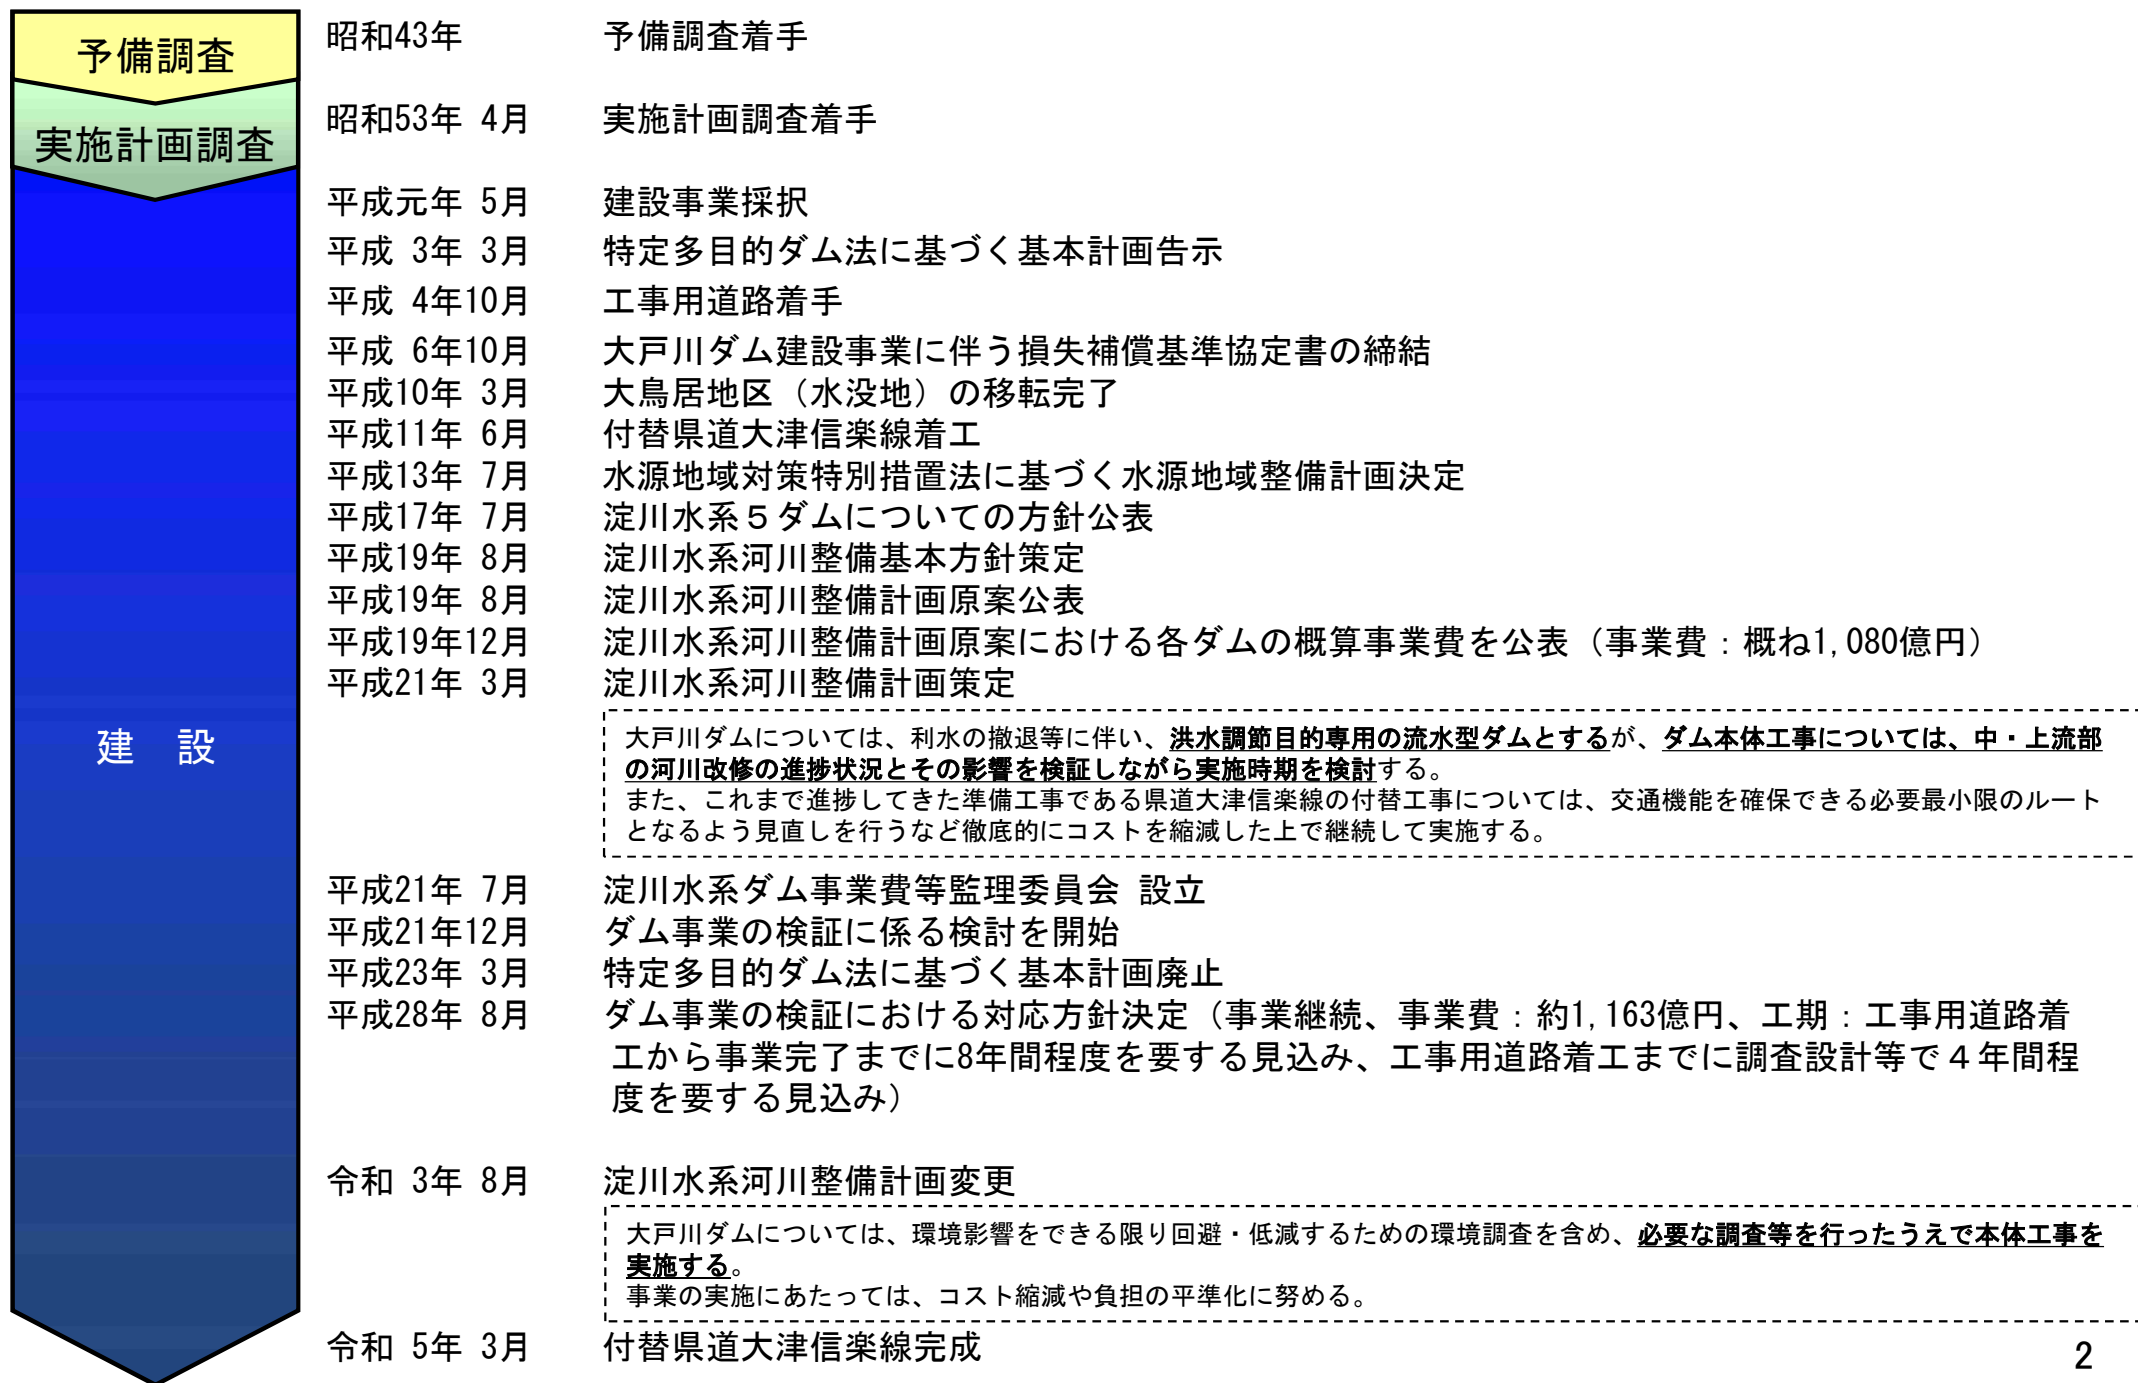 予備調査
実施計画調査
建　設
昭和43年　予備調査着手
昭和53年 4月　実施計画調査着手
平成元年 5月　建設事業採択
平成 3年 3月　特定多目的ダム法に基づく基本計画告示
平成 4年10月　工事用道路着手
平成 6年10月　大戸川ダム建設事業に伴う損失補償基準協定書の締結
平成10年 3月　大鳥居地区（水没地）の移転完了
平成11年 6月　付替県道大津信楽線着工
平成13年 7月　水源地域対策特別措置法に基づく水源地域整備計画決定
平成17年 7月　淀川水系５ダムについての方針公表
平成19年 8月　淀川水系河川整備基本方針策定
平成19年 8月　淀川水系河川整備計画原案公表
平成19年12月　淀川水系河川整備計画原案における各ダムの概算事業費を公表（事業費：概ね1,080億円）
平成21年 3月　淀川水系河川整備計画策定
大戸川ダムについては、利水の撤退等に伴い、洪水調節目的専用の流水型ダムとするが、ダム本体工事については、中・上流部
の河川改修の進捗状況とその影響を検証しながら実施時期を検討する。
また、これまで進捗してきた準備工事である県道大津信楽線の付替工事については、交通機能を確保できる必要最小限のルート
となるよう見直しを行うなど徹底的にコストを縮減した上で継続して実施する。
平成21年 7月　淀川水系ダム事業費等監理委員会 設立
平成21年12月　ダム事業の検証に係る検討を開始
平成23年 3月　特定多目的ダム法に基づく基本計画廃止
平成28年 8月　ダム事業の検証における対応方針決定（事業継続、事業費：約1,163億円、工期：工事用道路着
工から事業完了までに8年間程度を要する見込み、工事用道路着工までに調査設計等で４年間程
度を要する見込み）
令和 3年 8月　淀川水系河川整備計画変更
大戸川ダムについては、環境影響をできる限り回避・低減するための環境調査を含め、必要な調査等を行ったうえで本体工事を
実施する。
事業の実施にあたっては、コスト縮減や負担の平準化に努める。
令和 5年 3月　付替県道大津信楽線完成
2